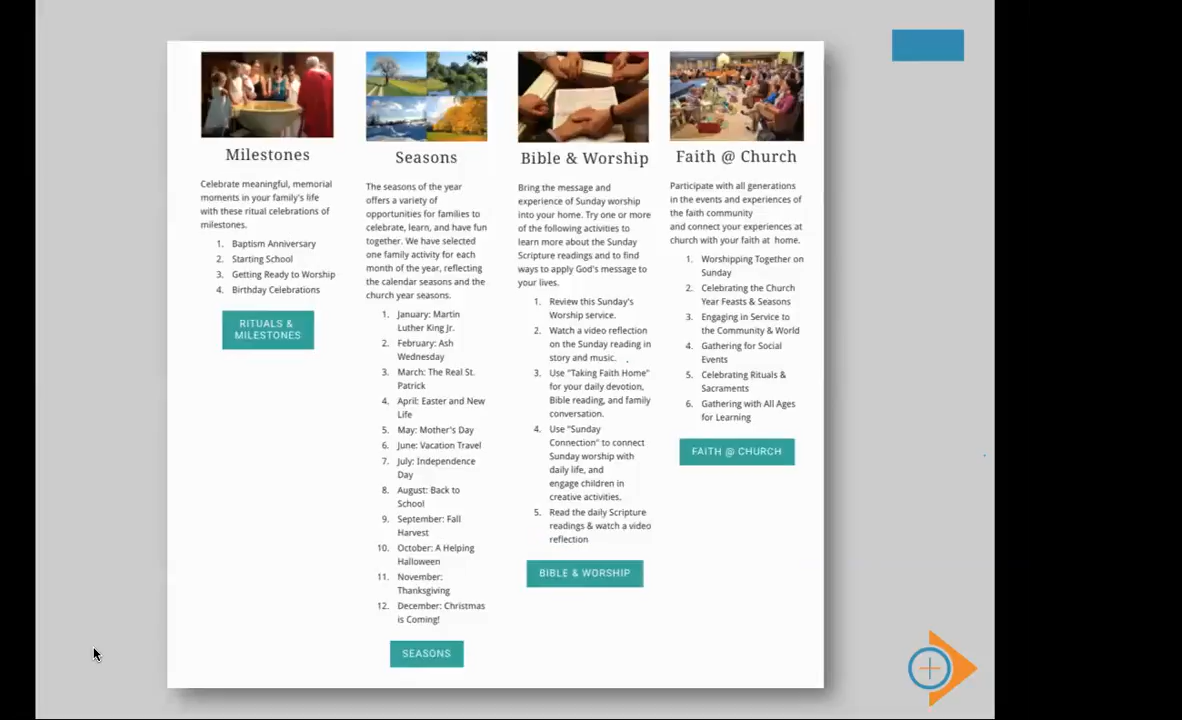 Milestones
Celebrate meaningful, memorial
moments in your family's life
with these ritual celebrations of
milestones.
1. Baptism Anniversary
2. Starting School
3. Getting Ready to Worship
4. Birthday Celebrations
RITUALS &
MILESTONES
Seasons
The seasons of the year
offers a variety of
opportunities for families to
celebrate, learn, and have fun
together. We have selected
one family activity for each
month of the year, reflecting
the calendar seasons and the
church year seasons.
1. January: Martin
Luther King Jr.
2. February: Ash
Wednesday
3. March: The Real St.
Patrick
4. April: Easter and New
Life
5. May: Mother's Day
6. June: Vacation Travel
7. July: Independence
Day
8. August: Back to
School
9. September: Fall
Harvest
10. October: A Helping
Halloween
11. November:
Thanksgiving
12. December: Christmas
is Coming!
SEASONS
Bible & Worship
Bring the message and
experience of Sunday worship
into your home. Try one or more
of the following activities to
learn more about the Sunday
Scripture readings and to find
ways to apply God's message to
your lives.
1. Review this Sunday's
Worship service.
2. Watch a video reflection
on the Sunday reading in
story and music.
3. Use "Taking Faith Home"
for your daily devotion,
Bible reading, and family
conversation.
4. Use "Sunday
Connection" to connect
Sunday worship with
daily life, and
engage children in
creative activities.
5. Read the daily Scripture
readings & watch a video
reflection
BIBLE & WORSHIP
Faith @ Church
Participate with all generations
in the events and experiences of
the faith community
and connect your experiences at
church with your faith at home.
1. Worshipping Together on
Sunday
2. Celebrating the Church
Year Feasts & Seasons
3. Engaging in Service to
the Community & World
4. Gathering for Social
Events
5. Celebrating Rituals &
Sacraments
6. Gathering with All Ages
for Learning
FAITH @ CHURCH